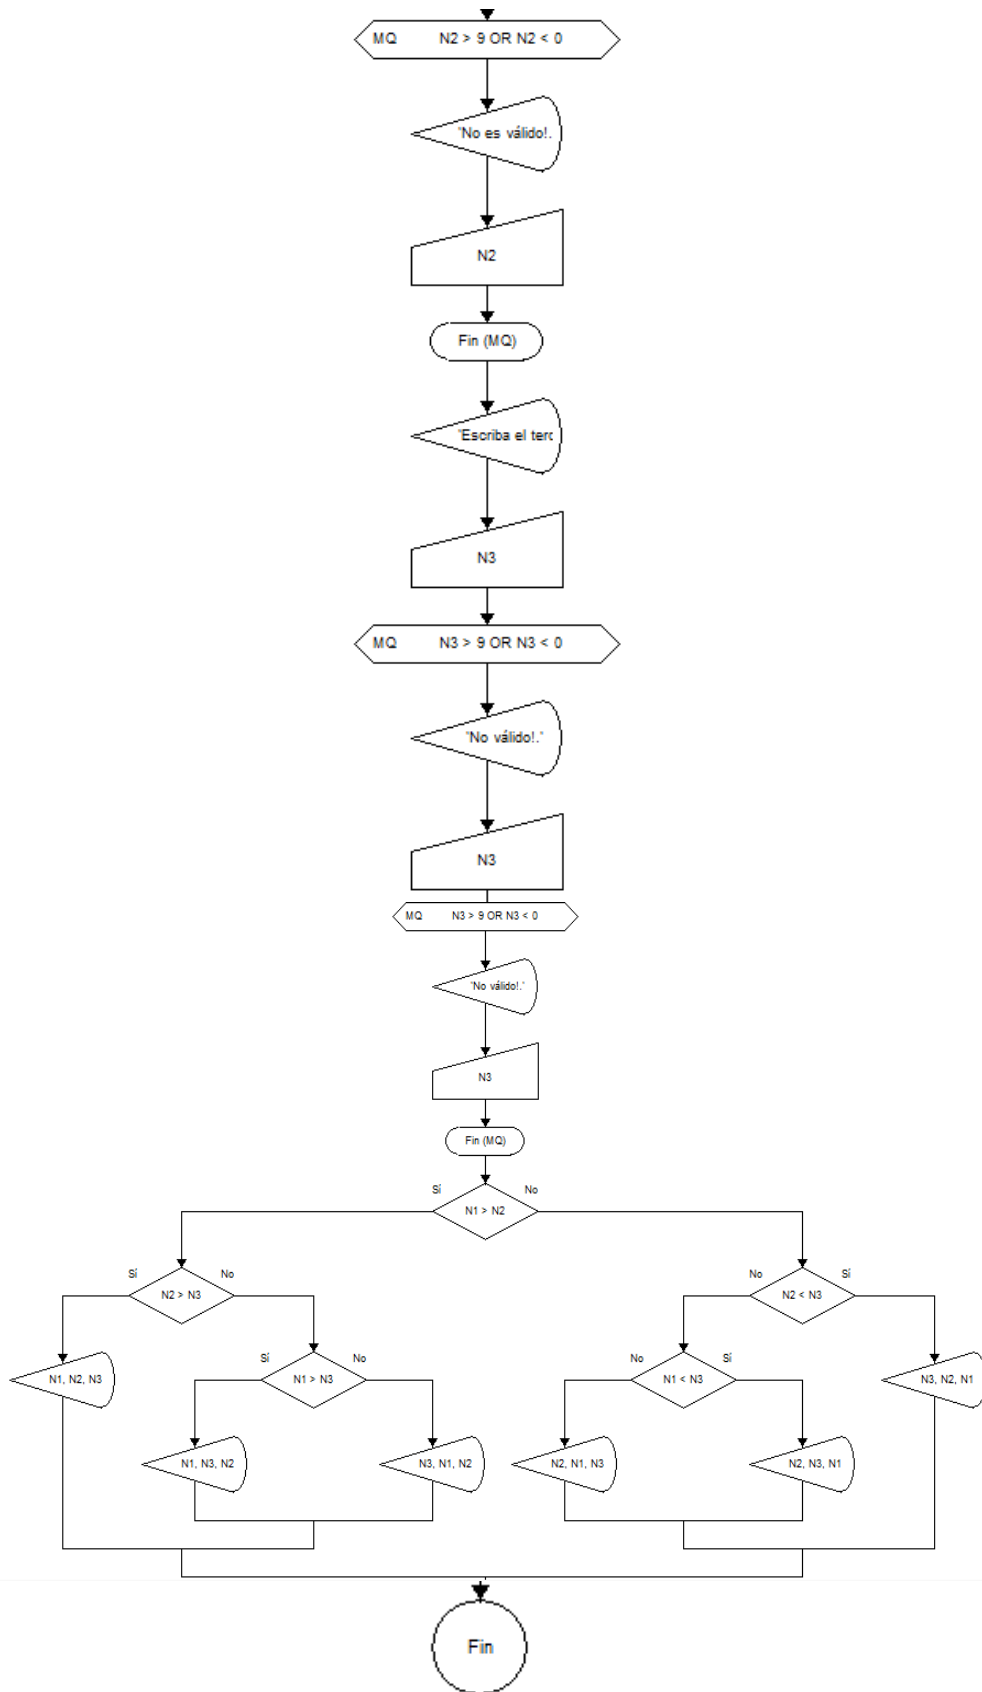 MQ N2 > 9 OR N2 < 0
'No es válido!.
N2
Fin (MQ)
'Escriba el terc
N3
MQ N3 > 9 OR N3 < 0
'No válido!.'
N3
MQ N3 > 9 OR N3 < 0
'No válido!.'
N3
Fin (MQ)
Sí No
N1 > N2
Sí No No Sí
N2 > N3 N2 < N3
Sí No No Sí
N1, N2, N3 N1 > N3 N1 < N3 N3, N2, N1
N1, N3, N2 N3, N1, N2 N2, N1, N3 N2, N3, N1
Fin